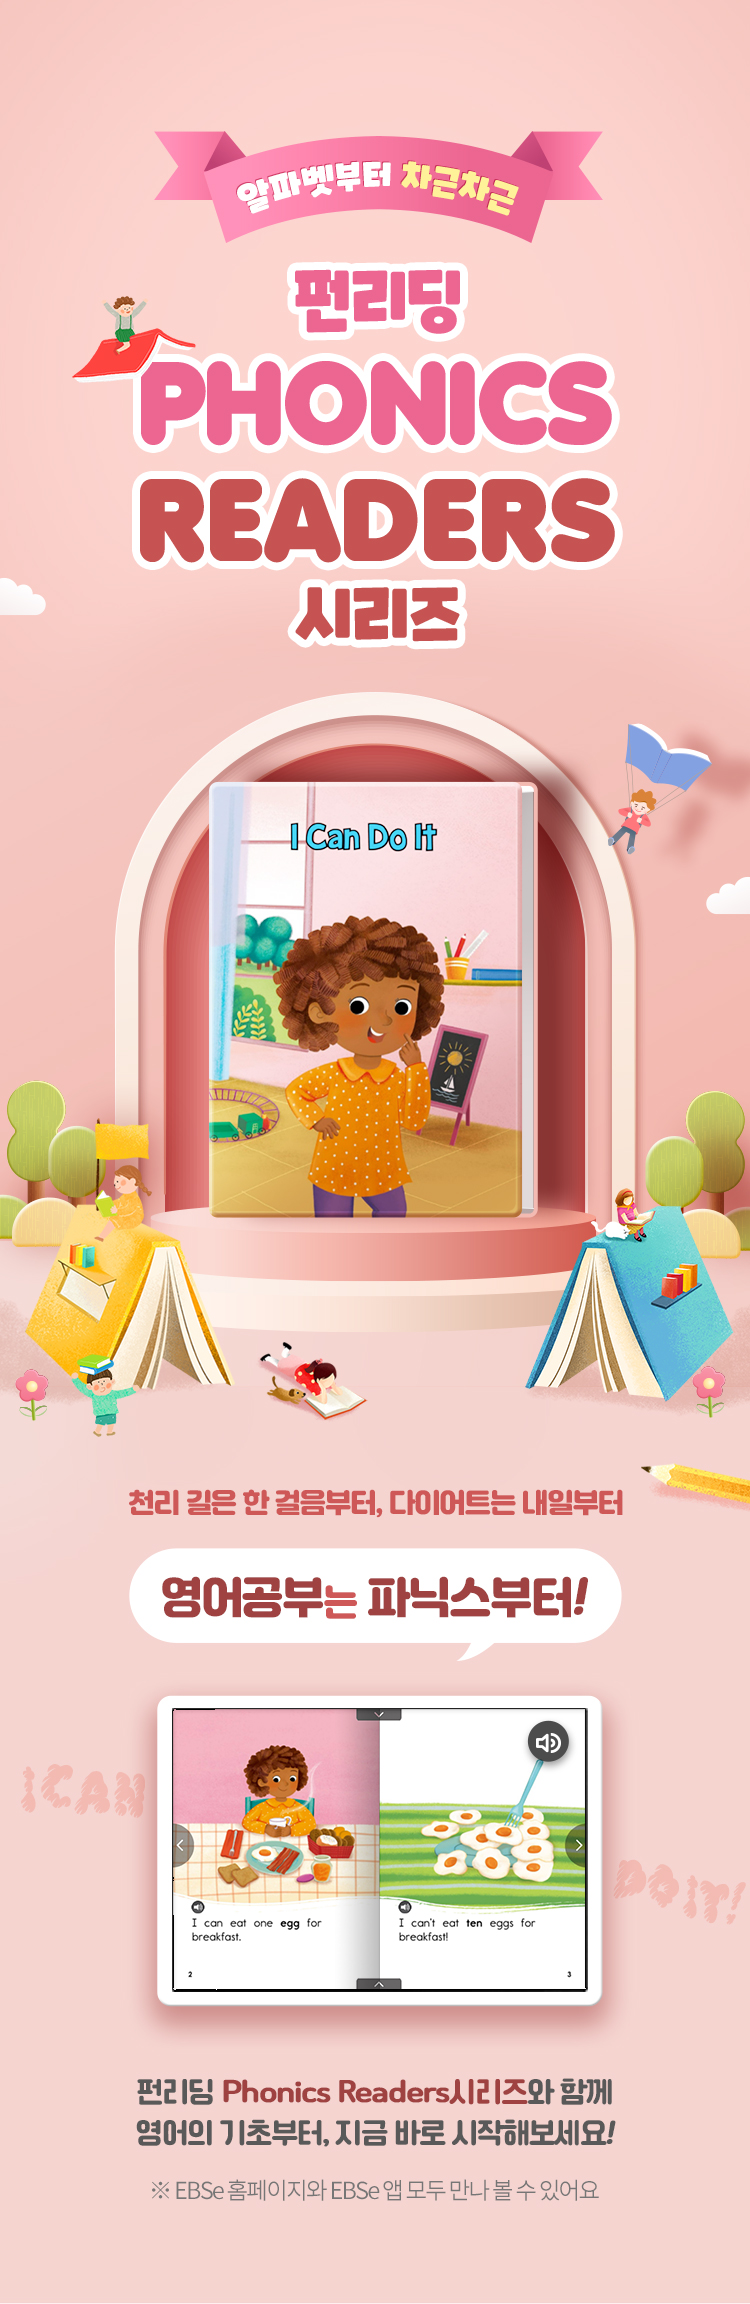 알파벳부터 차근차근
펀리딩
PHONICS
READERS
시리즈
I Can Do It
천리 길은 한 걸음부터, 다이어트는 내일부터
영어공부는 파닉스부터!
I CAN
DO IT!
I can eat one egg for
breakfast.
2
I can't eat ten eggs for
breakfast!
3
펀리딩 Phonics Readers시리즈와 함께
영어의 기초부터, 지금 바로 시작해보세요!
※ EBSe 홈페이지와 EBSe 앱 모두 만나 볼 수 있어요